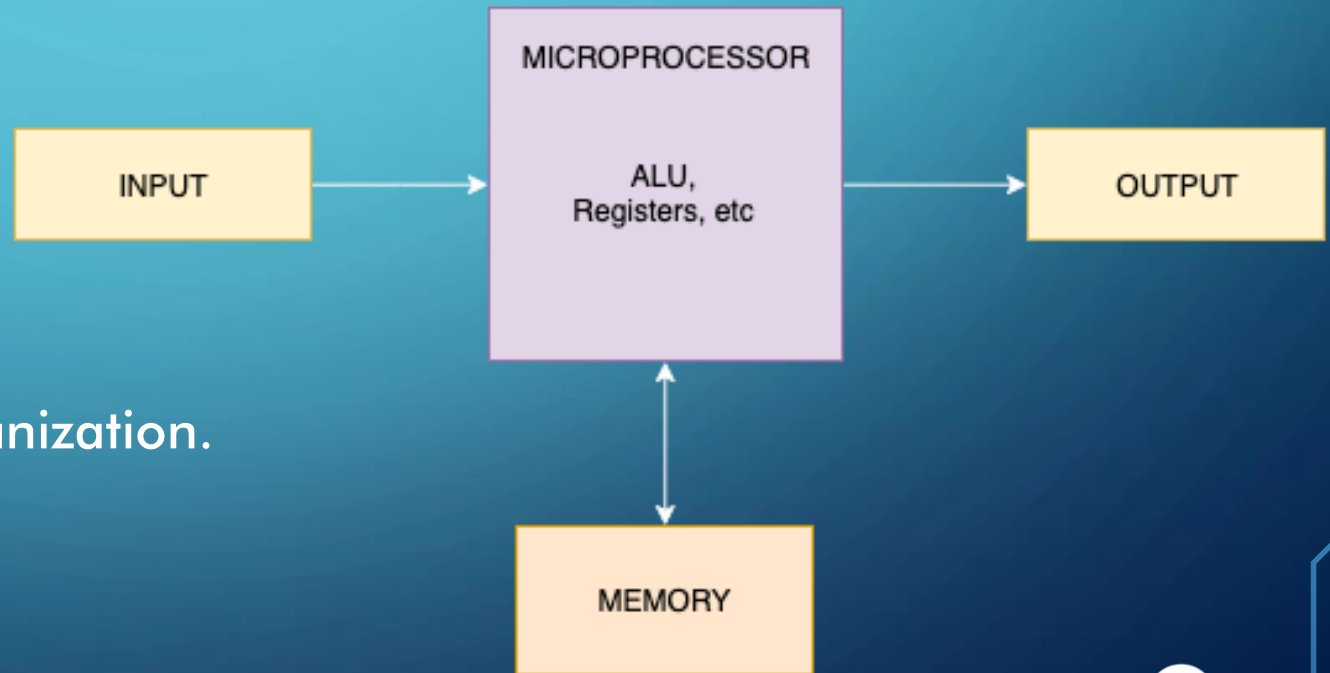 MICROPROCESSOR
INPUT
ALU,
Registers, etc
OUTPUT
nization.
MEMORY